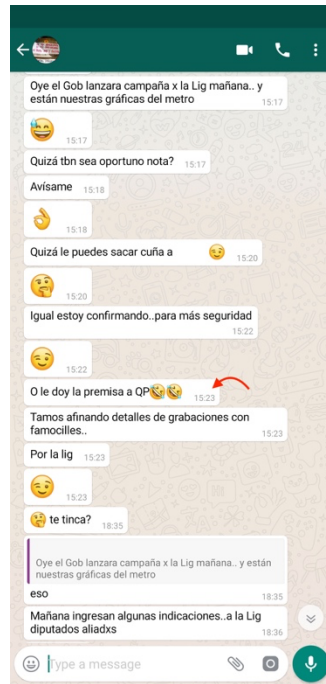 Oye el Gob lanzara campaña x la Lig mañana.. y
están nuestras gráficas del metro
15:17
😅
15:17
Quizá tbn sea oportuno nota? 15:17
Avísame 15:18
👌
15:18
Quizá le puedes sacar cuña a 😉 15:20
🤔
15:20
Igual estoy confirmando..para más seguridad
15:22
😉
15:22
O le doy la premisa a QP🤣🤣 15:23
Tamos afinando detalles de grabaciones con
famocilles..
15:23
Por la lig 15:23
😉
15:23
🤔 te tinca? 18:35
Oye el Gob lanzara campaña x la Lig mañana.. y están
nuestras gráficas del metro
eso
18:35
Mañana ingresan algunas indicaciones..a la Lig
diputados aliadxs
18:36
Type a message